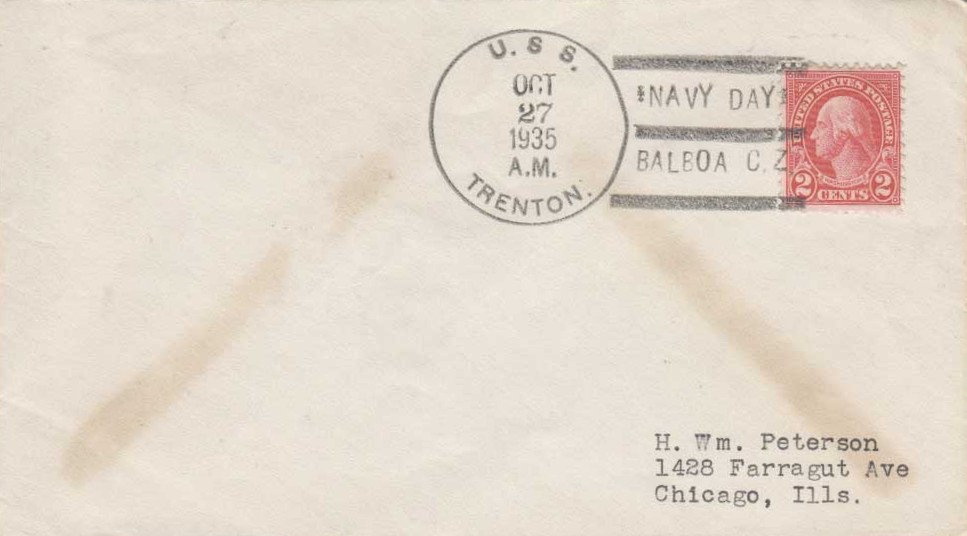 U. S. S.
OCT
27
1935
A.M.
TRENTON.
NAVY DAY
BALBOA C.Z
UNITED STATES POSTAGE
2 CENTS 2
H. Wm. Peterson
1428 Farragut Ave
Chicago, Ills.